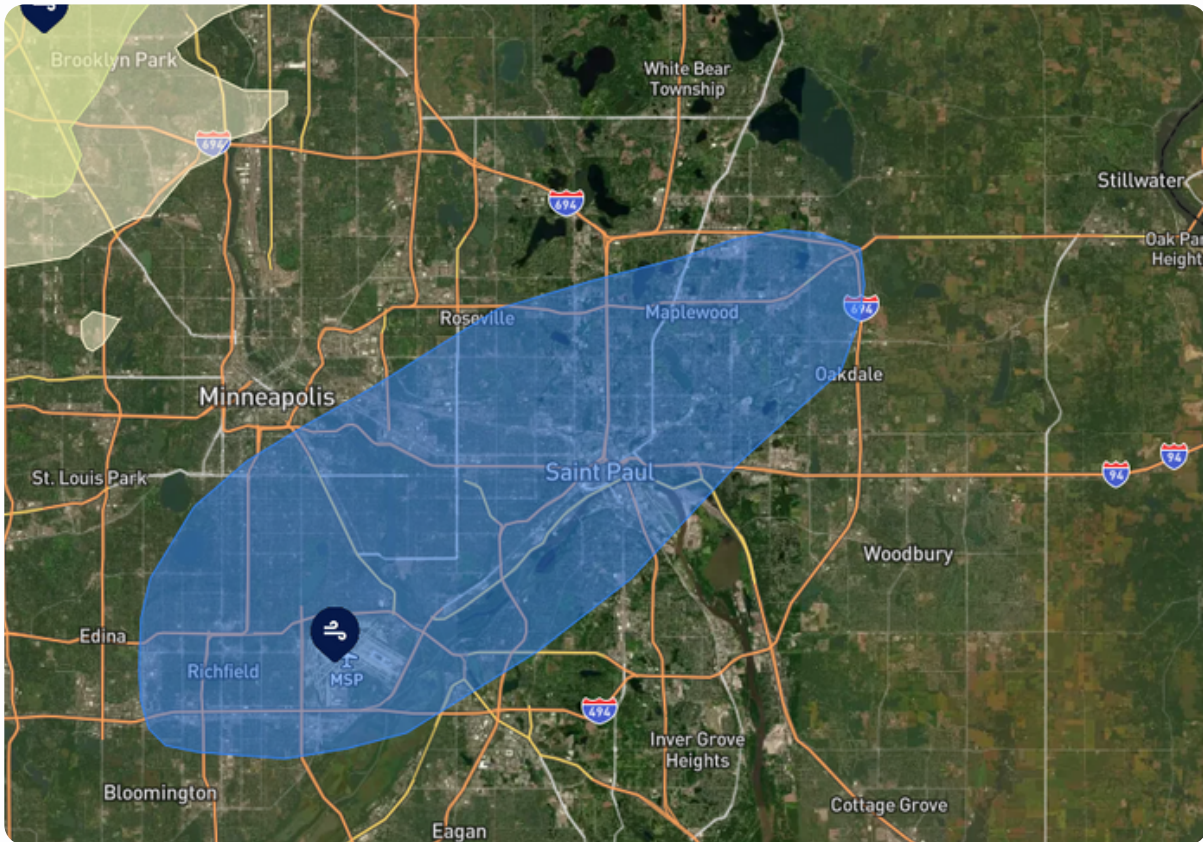 Brooklyn Park
White Bear
Township
694
694
Stillwater
Oak Par
Height
Roseville
Maplewood
694
Oakdale
Minneapolis
St. Louis Park
Saint Paul
94
94
Woodbury
Edina
Richfield
MSP
494
Inver Grove
Heights
Bloomington
Cottage Grove
Eagan